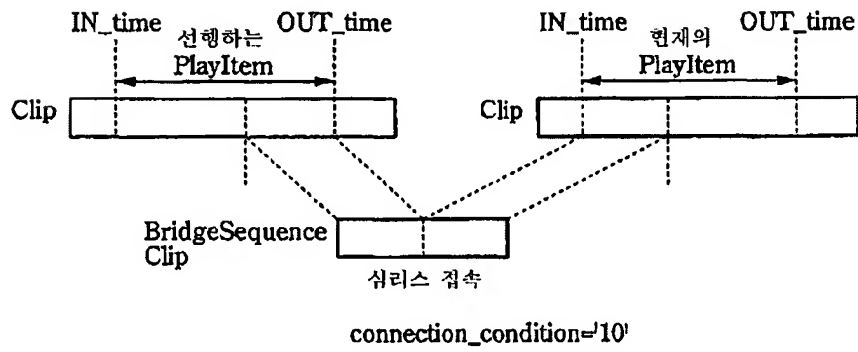 IN_time 선행하는 OUT_time
PlayItem
IN_time 현재의 OUT_time
PlayItem
Clip
Clip
BridgeSequence
Clip
심리스 접속
connection_condition='10'